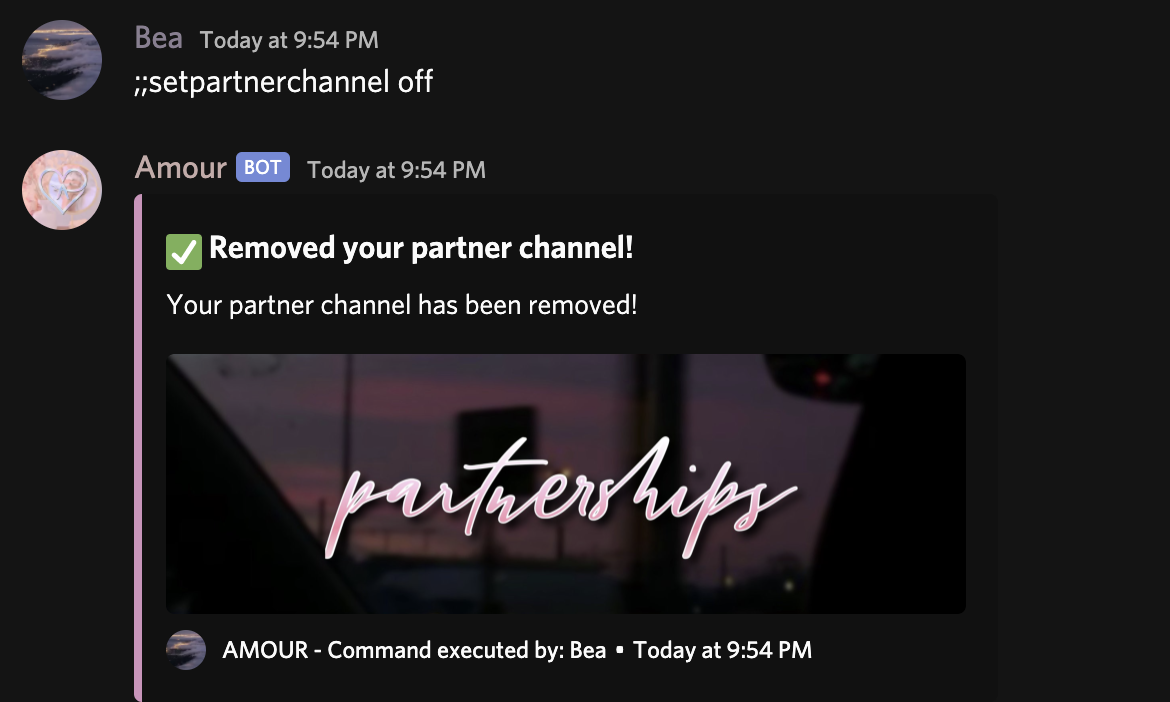 Bea Today at 9:54 PM
;;setpartnerchannel off
Amour BOT Today at 9:54 PM
Removed your partner channel!
Your partner channel has been removed!
partnerships
AMOUR - Command executed by: Bea • Today at 9:54 PM